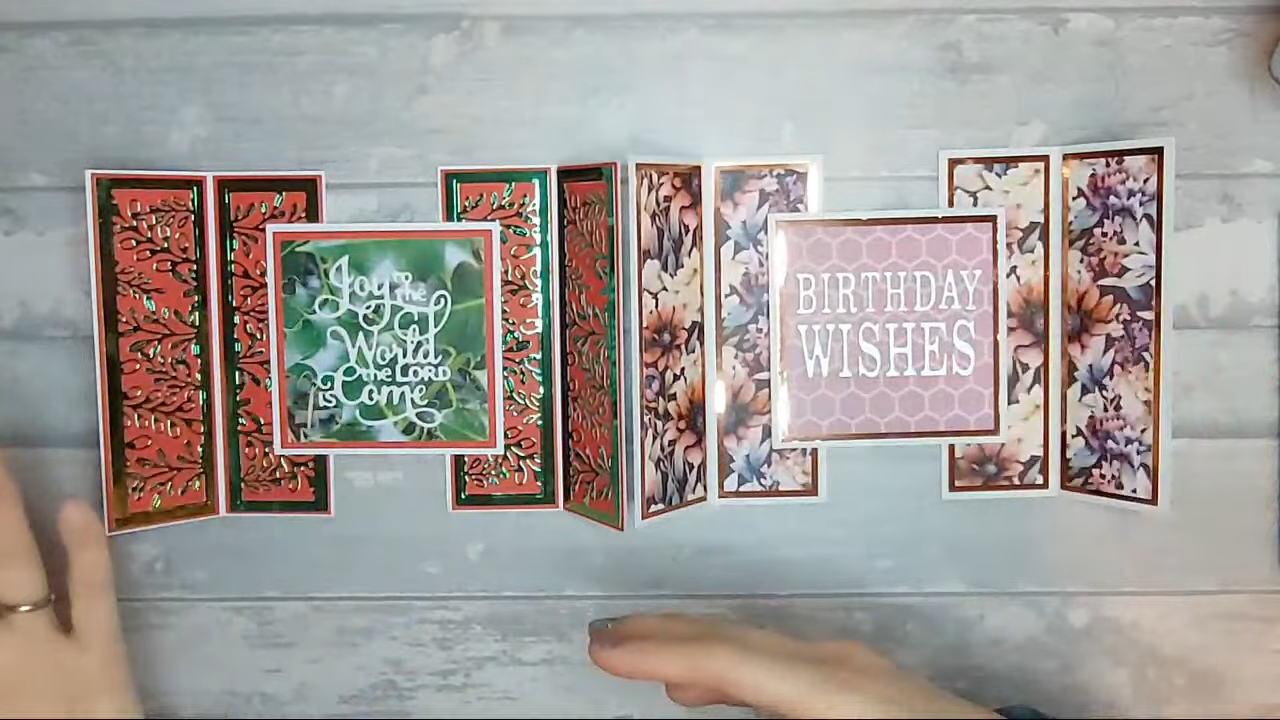 Joy to the
World
the LORD
is Come
BIRTHDAY
WISHES